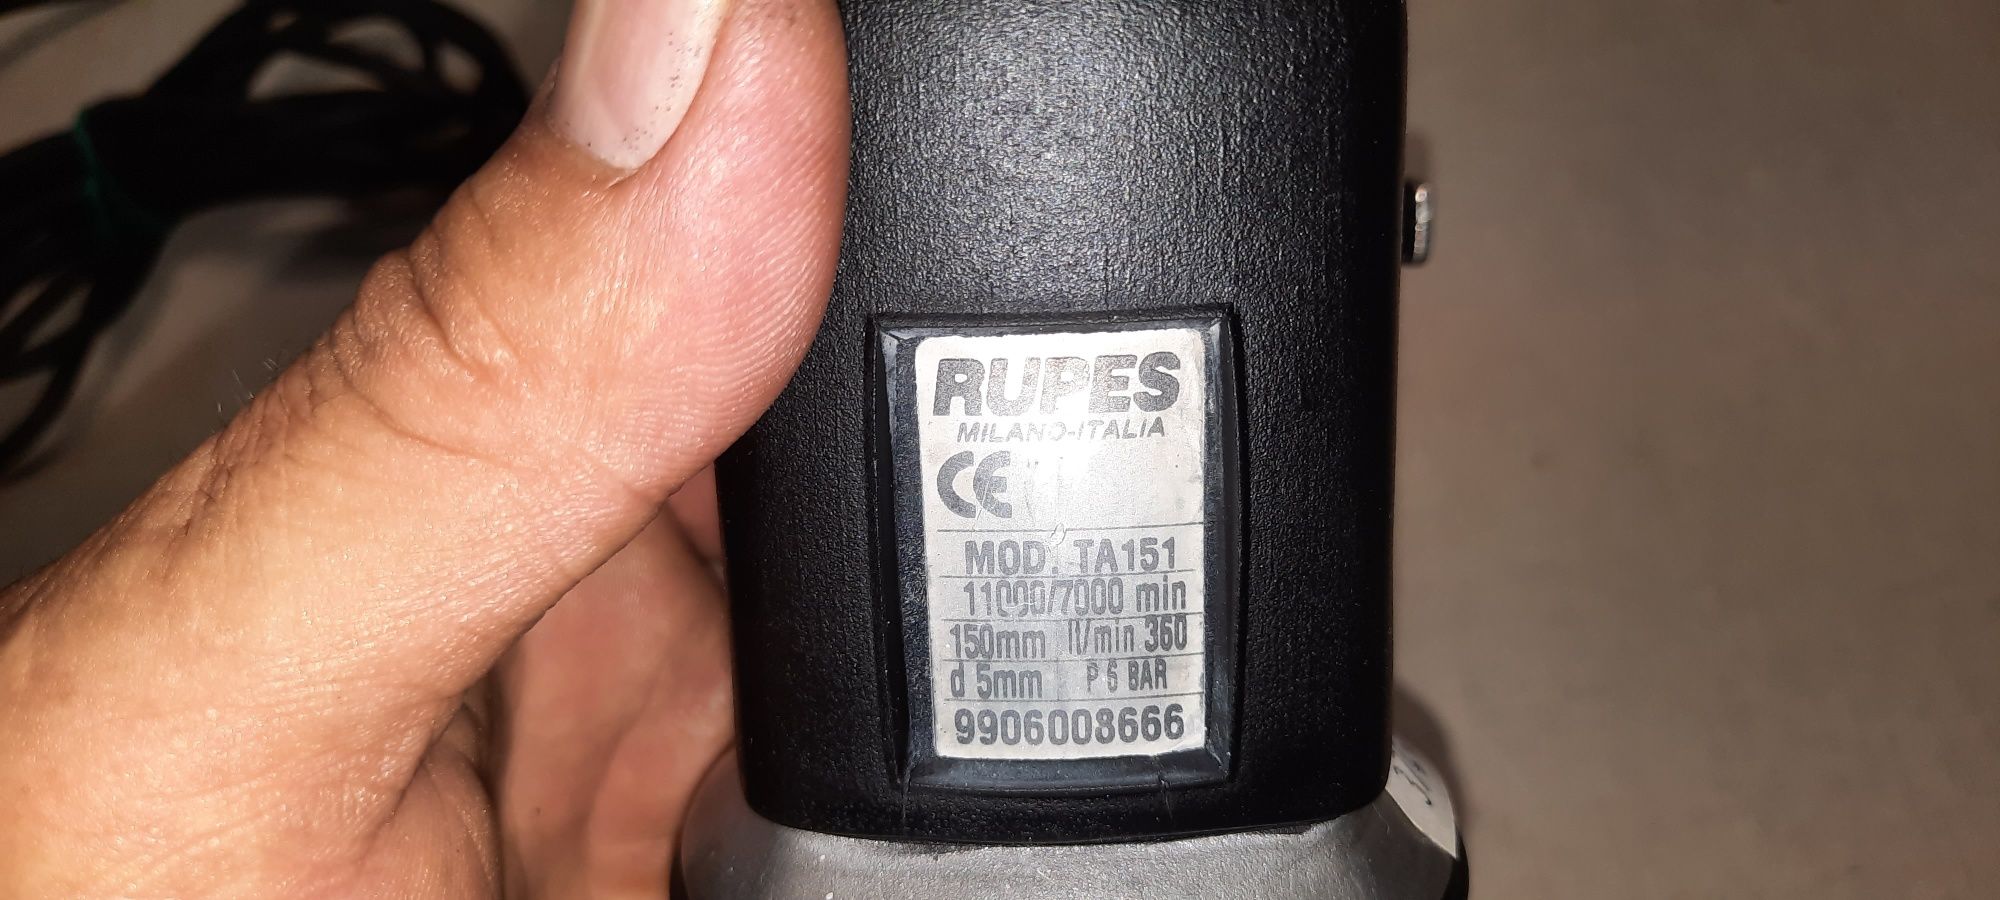 RUPES
MILANO-ITALIA
CE
MOD. TA151
11000/7000 min
150mm lt/min 360
d 5mm P 6 BAR
9906008666